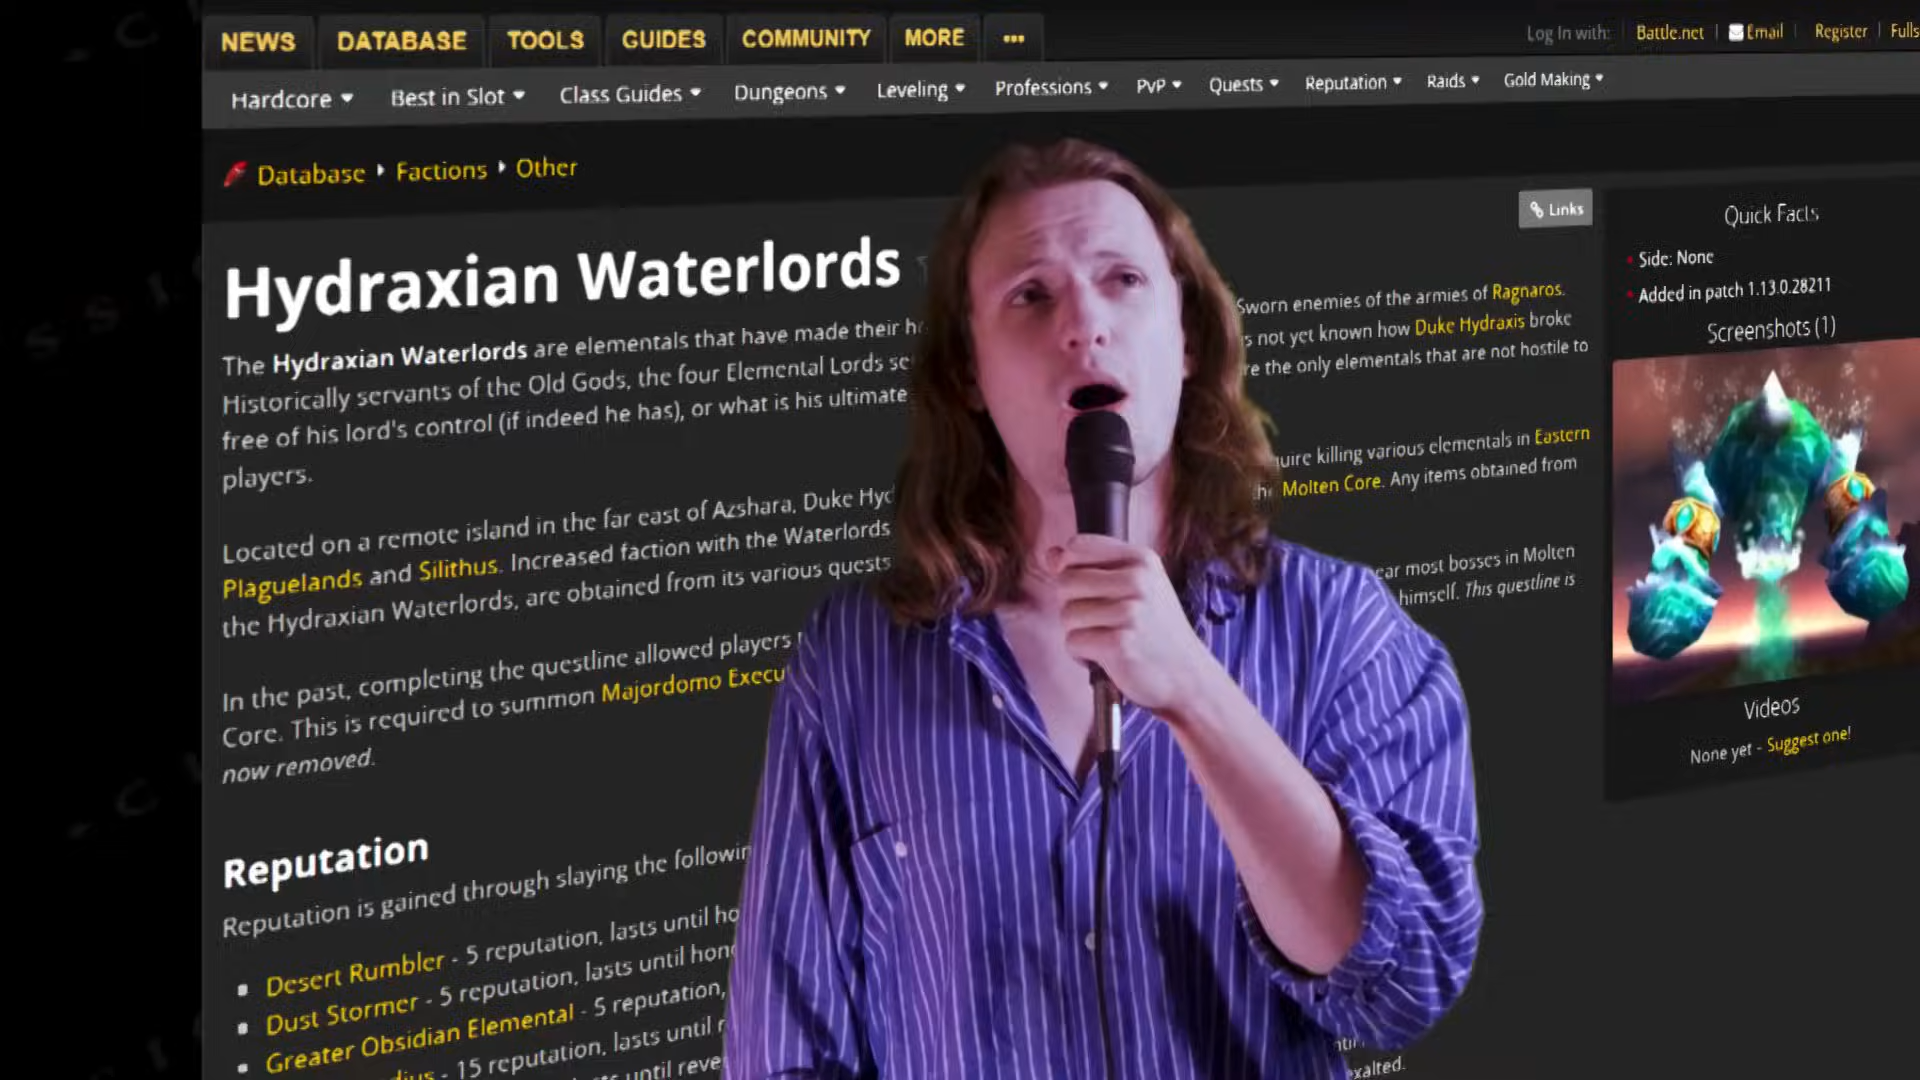 NEWS DATABASE TOOLS GUIDES COMMUNITY MORE ...
Log In with: Battle.net | Email | Register | Fulls
Hardcore Best in Slot Class Guides Dungeons Leveling Professions PvP Quests Reputation Raids Gold Making
Database Factions Other
Links
Hydraxian Waterlords
The Hydraxian Waterlords are elementals that have made their
Sworn enemies of the armies of Ragnaros.
Historically servants of the Old Gods, the four Elemental Lords
not yet known how Duke Hydraxis broke
free of his lord's control (if indeed he has), or what is his ultimate
the only elementals that are not hostile to
players.
Located on a remote island in the far east of Azshara, Duke Hyd
killing various elementals in Eastern
Plaguelands and Silithus. Increased faction with the Waterlords
Molten Core. Any items obtained from
the Hydraxian Waterlords, are obtained from its various quests
In the past, completing the questline allowed players
near most bosses in Molten
Core. This is required to summon Majordomo Execu
himself. This questline is
now removed.
Reputation
Reputation is gained through slaying the followin
Desert Rumbler - 5 reputation, lasts until ho
Dust Stormer - 5 reputation, lasts until hon
Greater Obsidian Elemental - 5 reputation,
- 15 reputation, lasts until
until reve
exalted.
Quick Facts
Side: None
Added in patch 1.13.0.28211
Screenshots (1)
Videos
None yet - Suggest one!